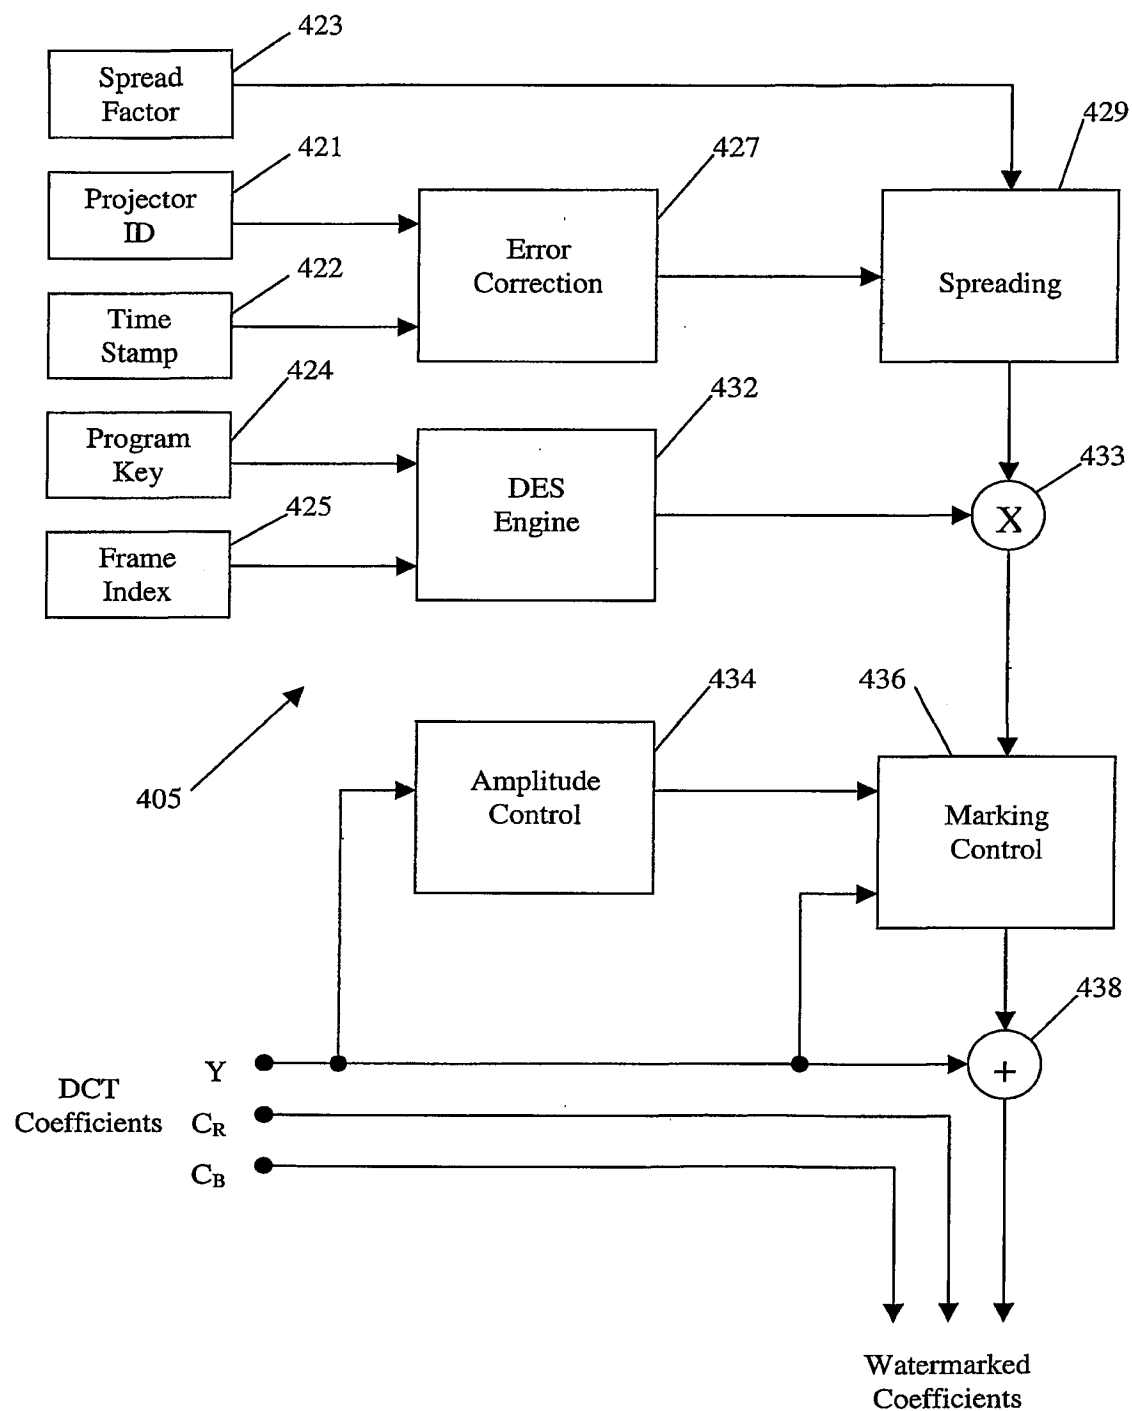 423
Spread
Factor
429
421
427
Projector
ID
Error
Correction
Spreading
422
Time
Stamp
424
432
Program
Key
433
DES
Engine
X
425
Frame
Index
434
436
Amplitude
Control
Marking
Control
405
438
Y
+
DCT
Coefficients
CR
CB
Watermarked
Coefficients